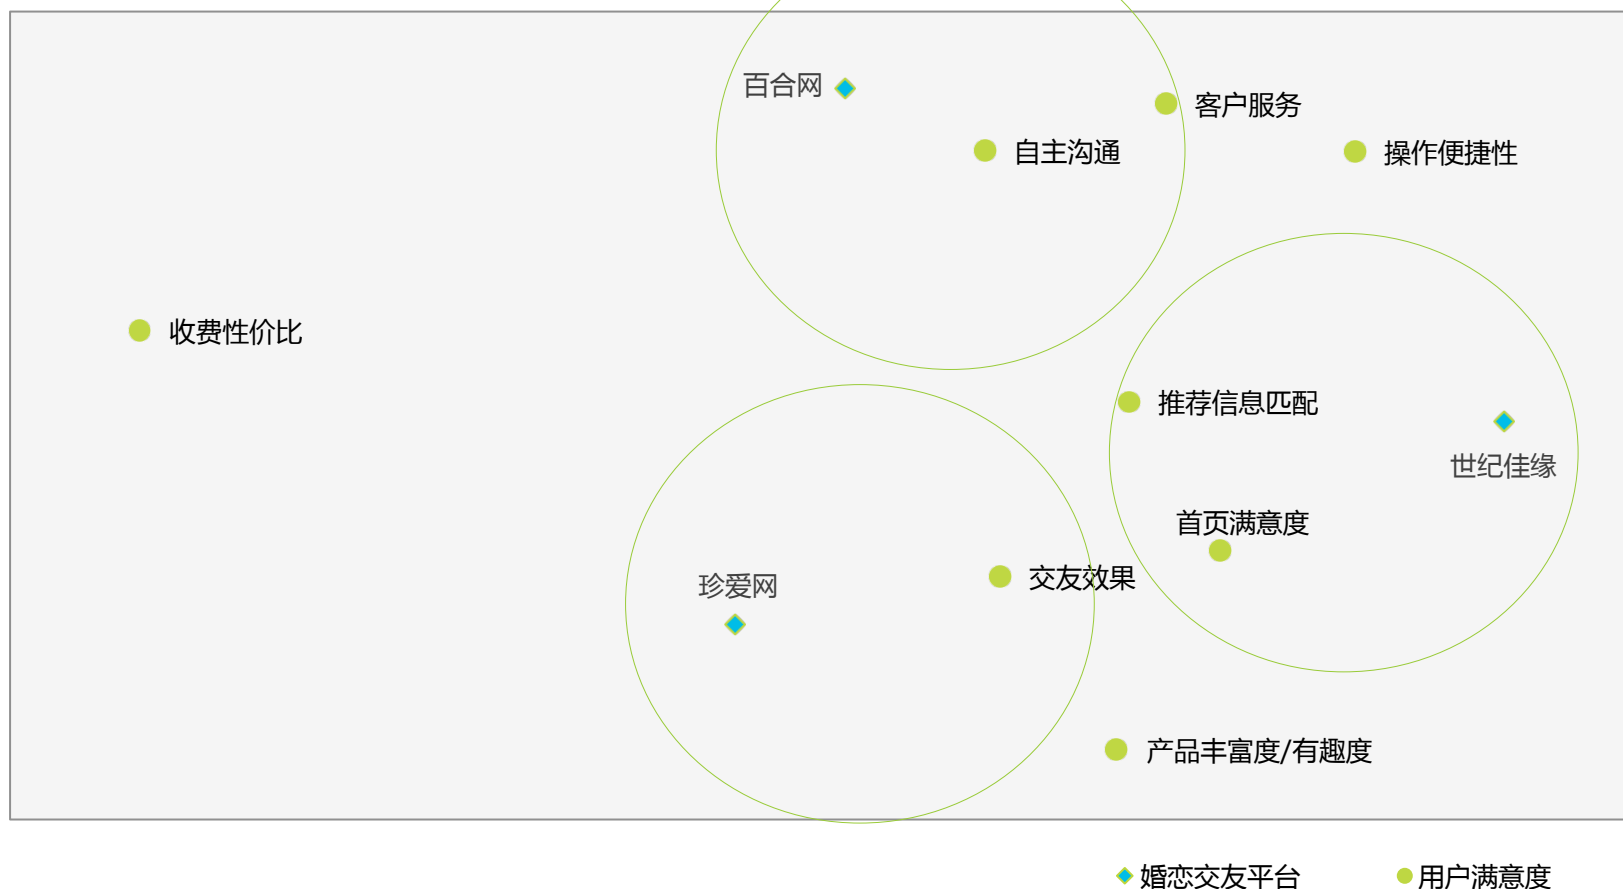 百合网
客户服务
自主沟通
操作便捷性
收费性价比
推荐信息匹配
世纪佳缘
首页满意度
珍爱网
交友效果
产品丰富度/有趣度
婚恋交友平台
用户满意度